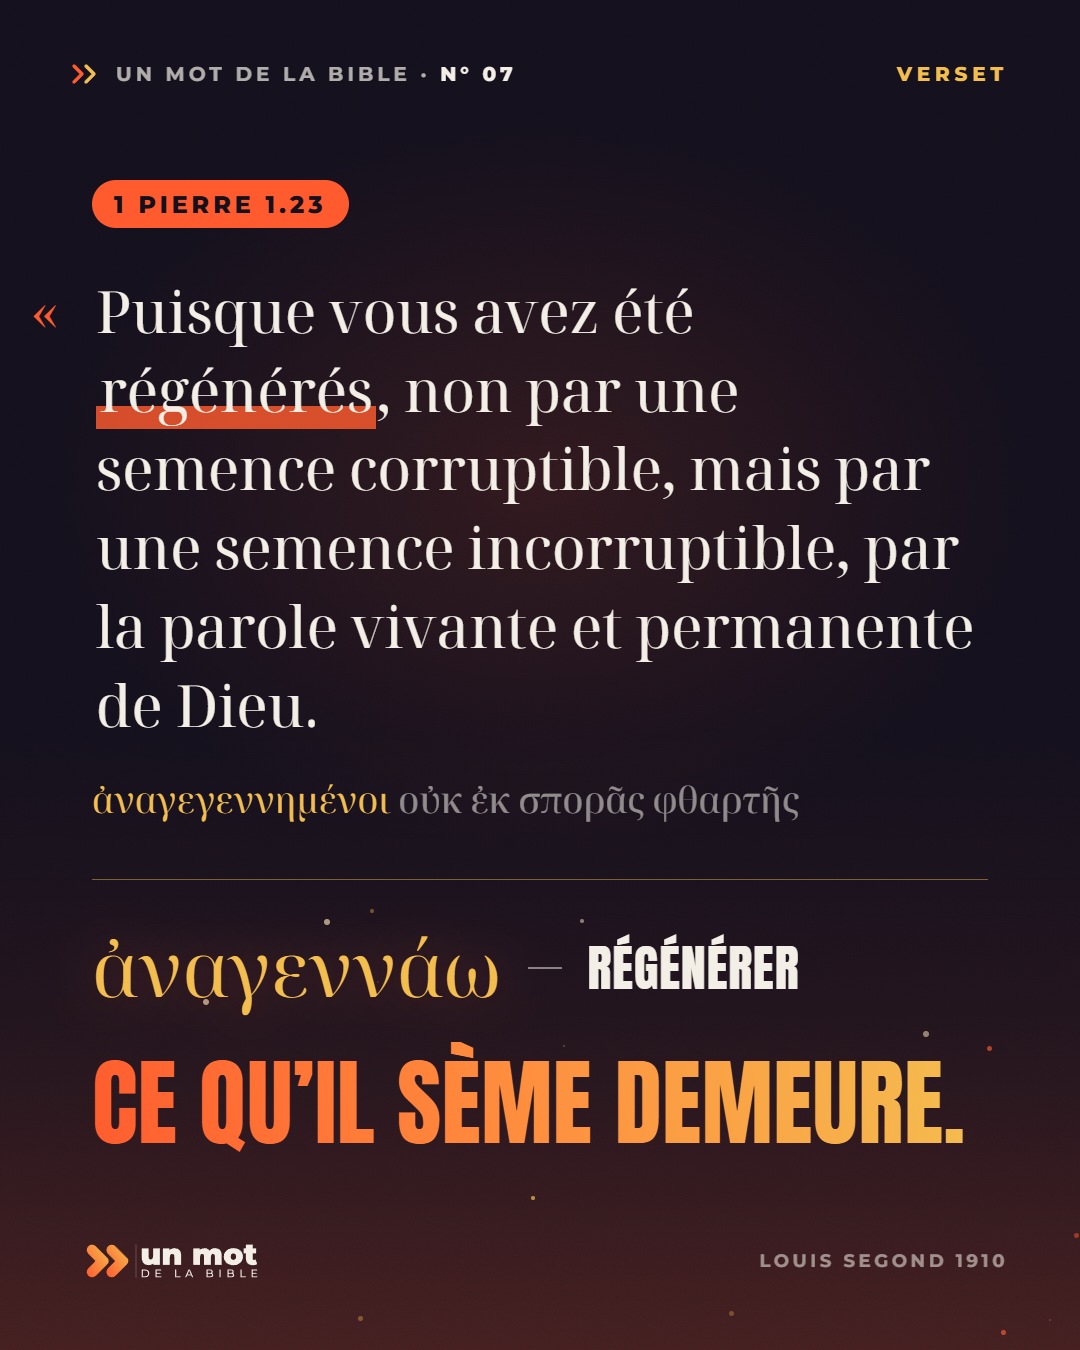 UN MOT DE LA BIBLE · N° 07
VERSET
1 PIERRE 1.23
« Puisque vous avez été
régénérés, non par une
semence corruptible, mais par
une semence incorruptible, par
la parole vivante et permanente
de Dieu.
ἀναγεγεννημένοι οὐκ ἐκ σπορᾶς φθαρτῆς
ἀναγεννάω — RÉGÉNÉRER
CE QU’IL SÈME DEMEURE.
un mot
DE LA BIBLE
LOUIS SEGOND 1910